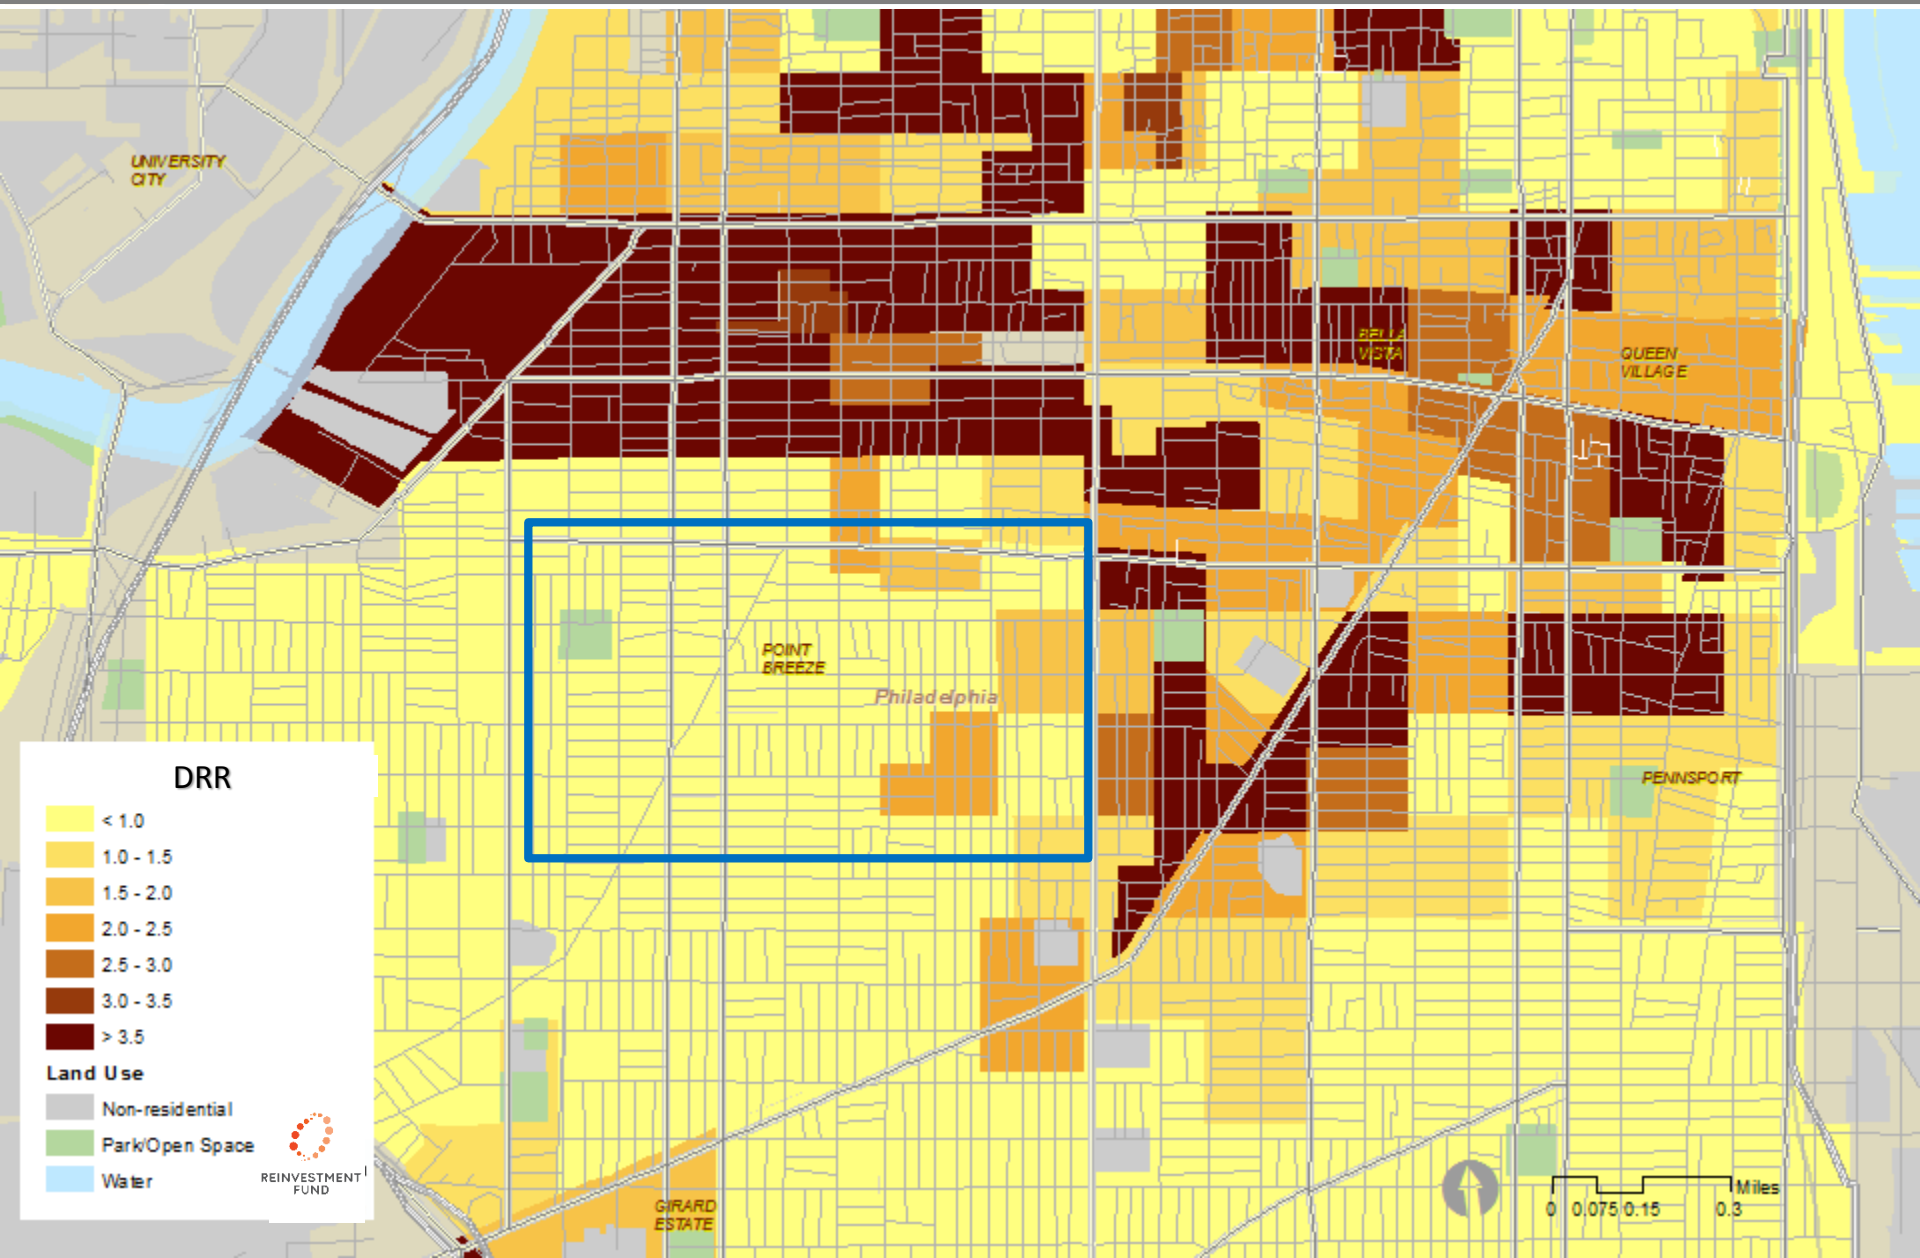 UNIVERSITY
CITY
BELLA
VISTA
QUEEN
VILLAGE
POINT
BREEZE
Philadelphia
PENNSPORT
GIRARD
ESTATE
DRR
< 1.0
1.0 - 1.5
1.5 - 2.0
2.0 - 2.5
2.5 - 3.0
3.0 - 3.5
> 3.5
Land Use
Non-residential
Park/Open Space
Water
REINVESTMENT
FUND
Miles
0 0.075 0.15 0.3